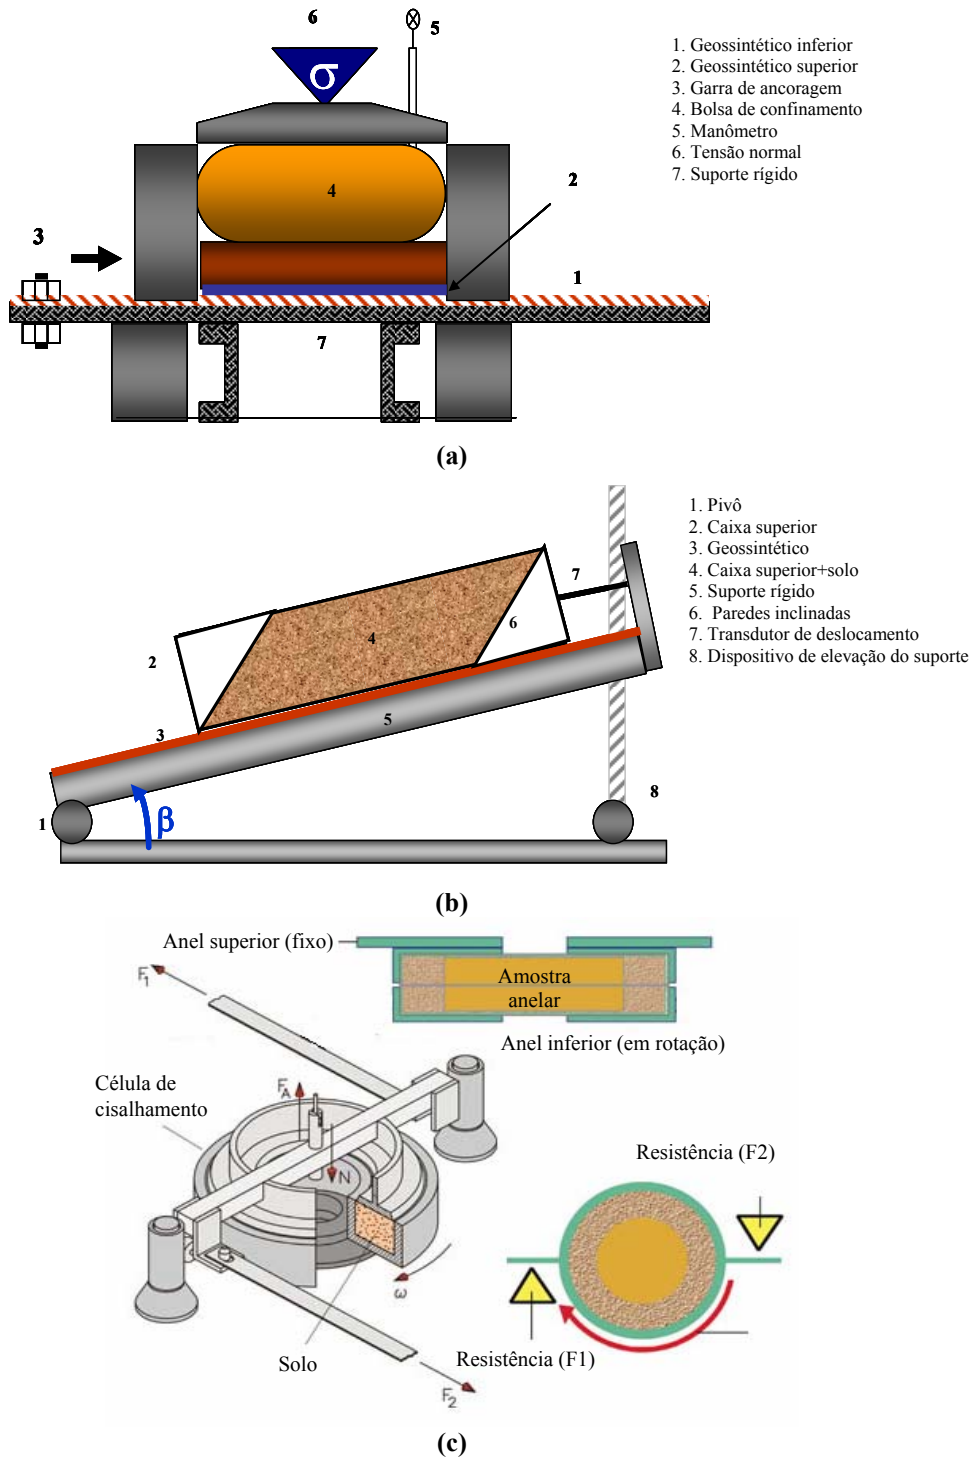 6
5
σ
4
2
3
1
7
1. Geossintético inferior
2. Geossintético superior
3. Garra de ancoragem
4. Bolsa de confinamento
5. Manômetro
6. Tensão normal
7. Suporte rígido
(a)
7
2
4
6
3
5
1
β
8
1. Pivô
2. Caixa superior
3. Geossintético
4. Caixa superior+solo
5. Suporte rígido
6. Paredes inclinadas
7. Transdutor de deslocamento
8. Dispositivo de elevação do suporte
(b)
Anel superior (fixo)
Amostra
anelar
Anel inferior (em rotação)
F1
Célula de
cisalhamento
FA
N
ω
Solo
F2
Resistência (F2)
Resistência (F1)
(c)